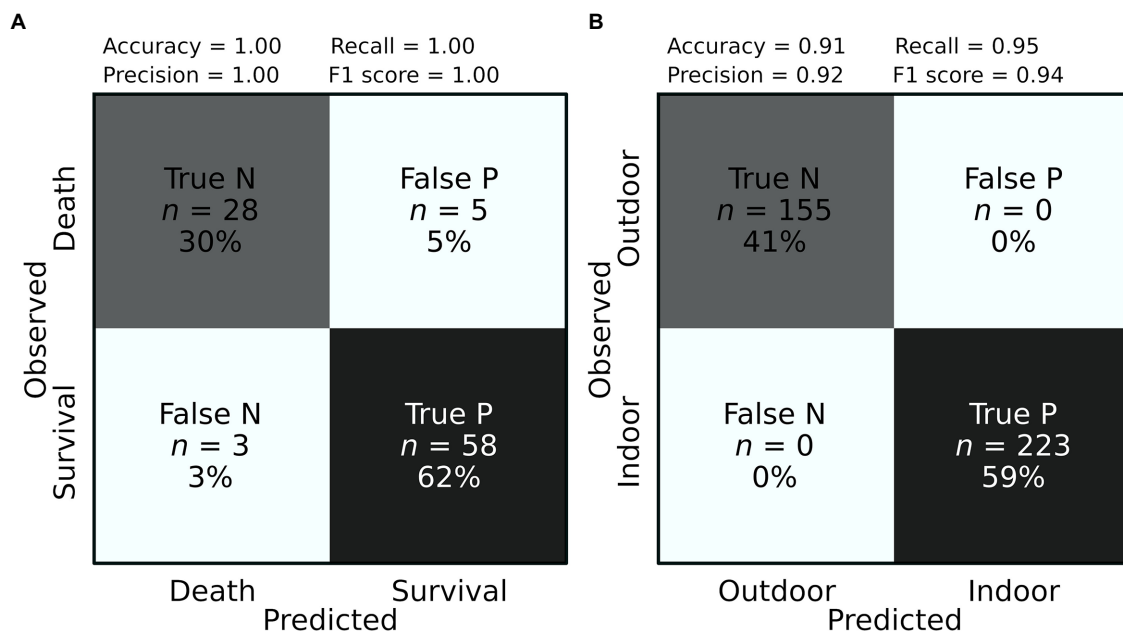 A
Accuracy = 1.00 Recall = 1.00
Precision = 1.00 F1 score = 1.00
Observed
Death
True N
n = 28
30%
False P
n = 5
5%
Survival
False N
n = 3
3%
True P
n = 58
62%
Death Survival
Predicted
B
Accuracy = 0.91 Recall = 0.95
Precision = 0.92 F1 score = 0.94
Observed
Outdoor
True N
n = 155
41%
False P
n = 0
0%
Indoor
False N
n = 0
0%
True P
n = 223
59%
Outdoor Indoor
Predicted